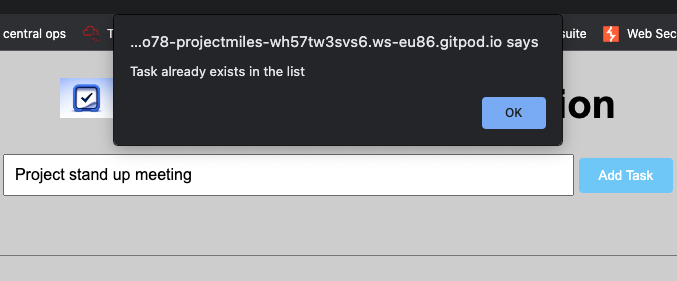 ...o78-projectmiles-wh57tw3svs6.ws-eu86.gitpod.io says
central ops
suite
Web Sec
Task already exists in the list
OK
Project stand up meeting
Add Task